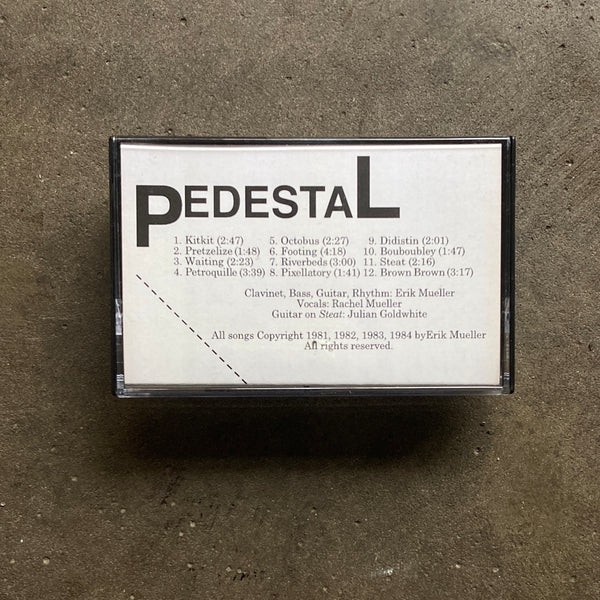 PEDESTAL
1. Kitkit (2:47) 5. Octobus (2:27) 9. Didistin (2:01)
2. Pretzelize (1:48) 6. Footing (4:18) 10. Bouboubley (1:47)
3. Waiting (2:23) 7. Riverbeds (3:00) 11. Steat (2:16)
4. Petroquille (3:39) 8. Pixellatory (1:41) 12. Brown Brown (3:17)
Clavinet, Bass, Guitar, Rhythm: Erik Mueller
Vocals: Rachel Mueller
Guitar on Steat: Julian Goldwhite
All songs Copyright 1981, 1982, 1983, 1984 byErik Mueller
All rights reserved.